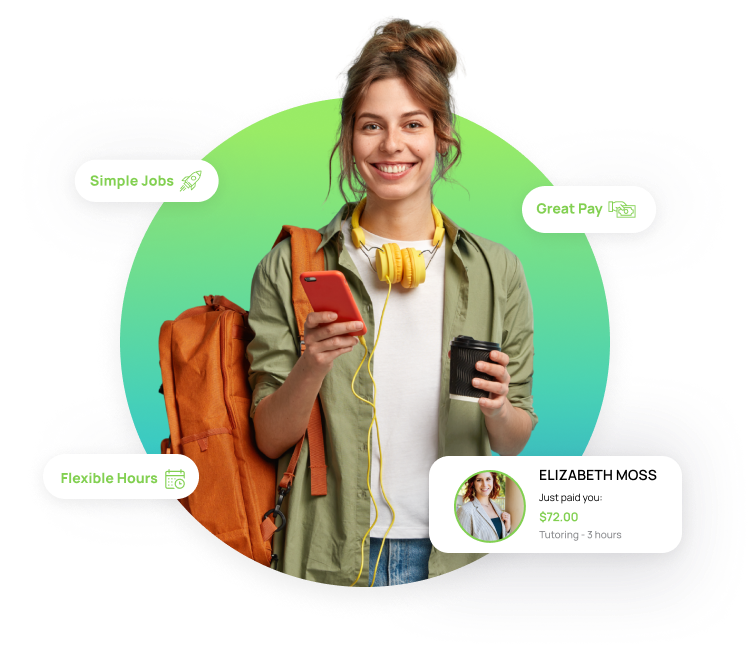 Simple Jobs
Great Pay
Flexible Hours
ELIZABETH MOSS
Just paid you:
$72.00
Tutoring - 3 hours